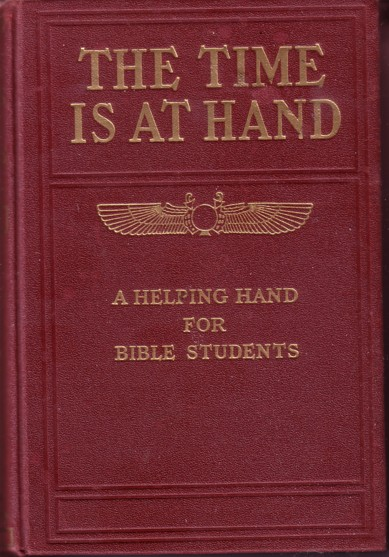 THE TIME
IS AT HAND
A HELPING HAND
FOR
BIBLE STUDENTS